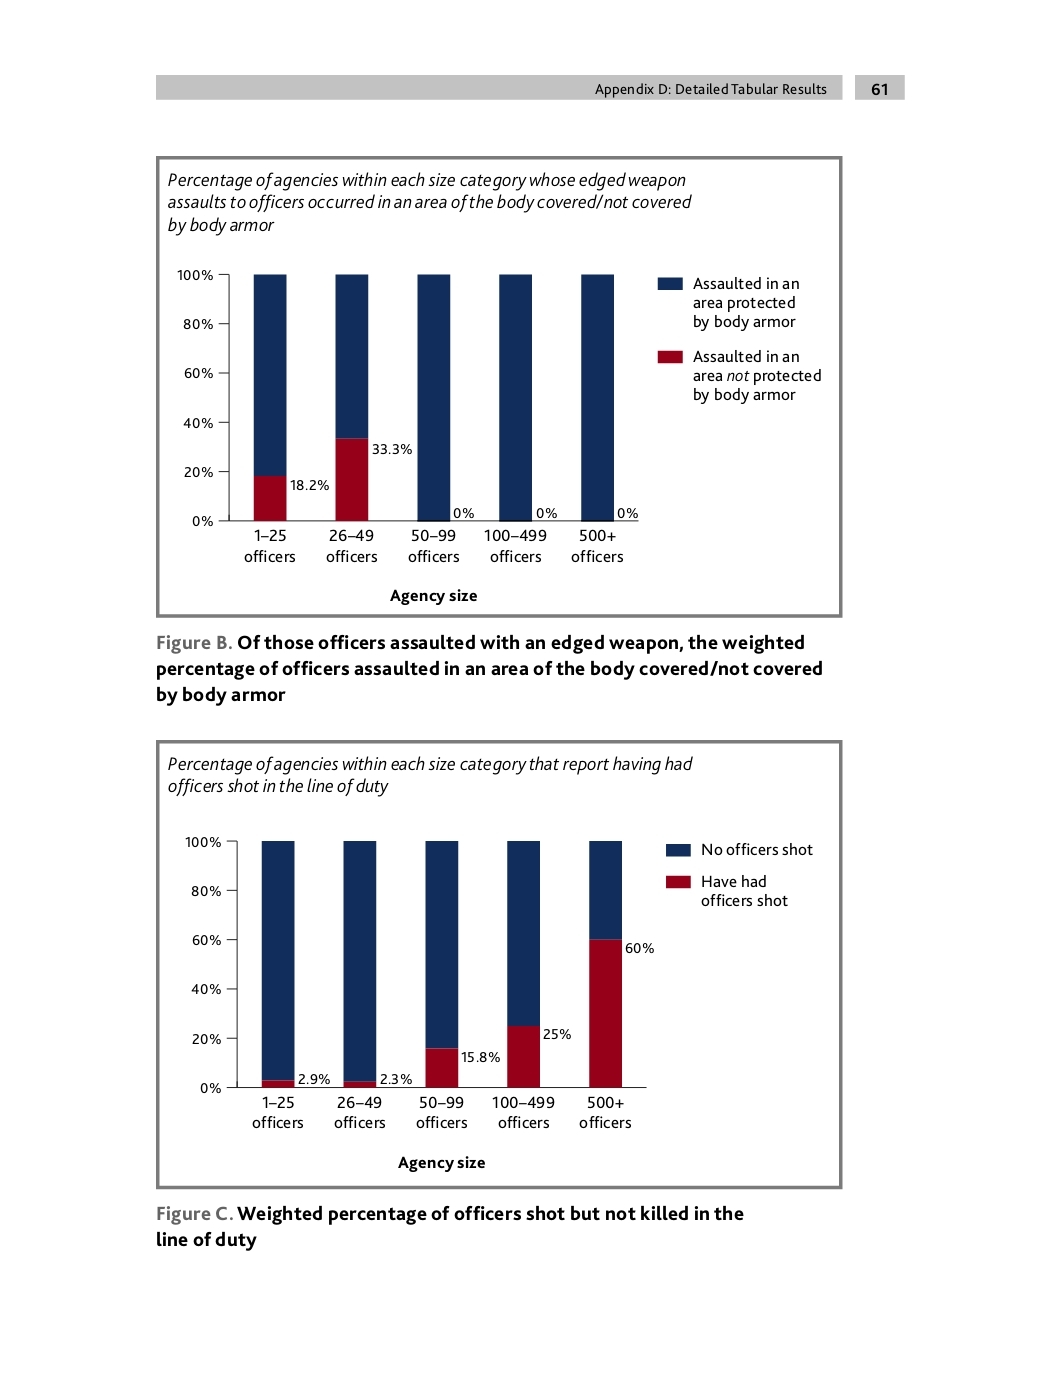 Appendix D: Detailed Tabular Results 61
Percentage of agencies within each size category whose edged weapon
assaults to officers occurred in an area of the body covered/not covered
by body armor
100%
80%
60%
40%
20%
0%
33.3%
18.2%
0%
0%
0%
1–25
officers
26–49
officers
50–99
officers
100–499
officers
500+
officers
Agency size
Assaulted in an
area protected
by body armor
Assaulted in an
area not protected
by body armor
Figure B. Of those officers assaulted with an edged weapon, the weighted
percentage of officers assaulted in an area of the body covered/not covered
by body armor
Percentage of agencies within each size category that report having had
officers shot in the line of duty
100%
80%
60%
40%
20%
0%
2.9%
2.3%
15.8%
25%
60%
1–25
officers
26–49
officers
50–99
officers
100–499
officers
500+
officers
Agency size
No officers shot
Have had
officers shot
Figure C. Weighted percentage of officers shot but not killed in the
line of duty